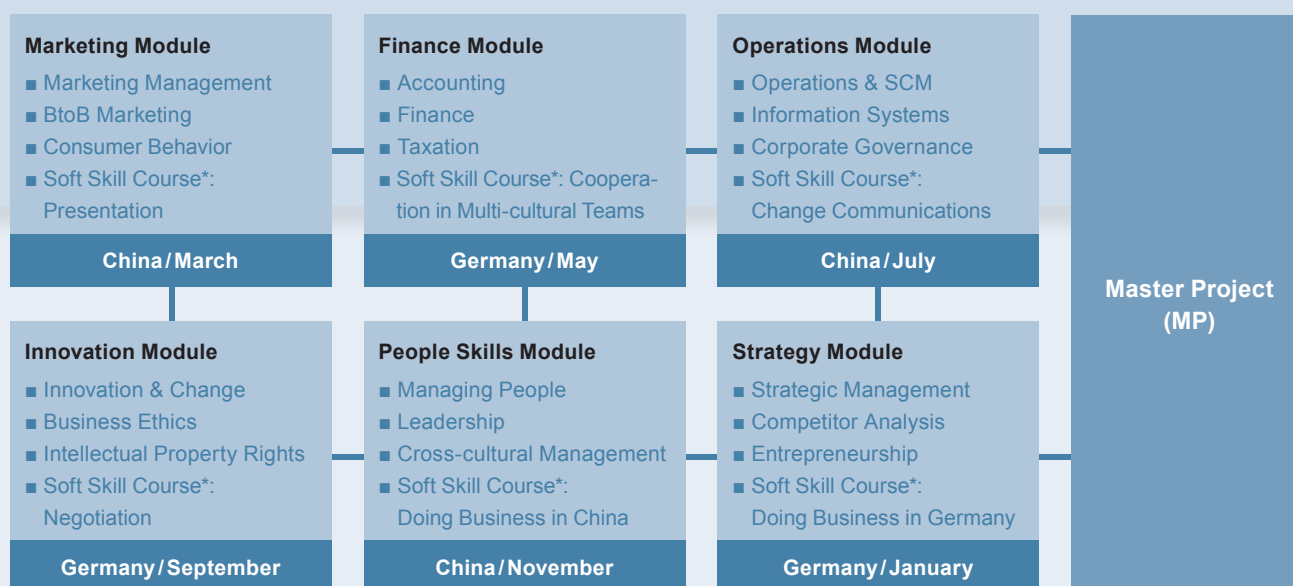 Marketing Module
■ Marketing Management
■ BtoB Marketing
■ Consumer Behavior
■ Soft Skill Course*:
Presentation
China/March
Finance Module
■ Accounting
■ Finance
■ Taxation
■ Soft Skill Course*: Coopera-
tion in Multi-cultural Teams
Germany/May
Operations Module
■ Operations & SCM
■ Information Systems
■ Corporate Governance
■ Soft Skill Course*:
Change Communications
China/July
Innovation Module
■ Innovation & Change
■ Business Ethics
■ Intellectual Property Rights
■ Soft Skill Course*:
Negotiation
Germany/September
People Skills Module
■ Managing People
■ Leadership
■ Cross-cultural Management
■ Soft Skill Course*:
Doing Business in China
China/November
Strategy Module
■ Strategic Management
■ Competitor Analysis
■ Entrepreneurship
■ Soft Skill Course*:
Doing Business in Germany
Germany/January
Master Project
(MP)